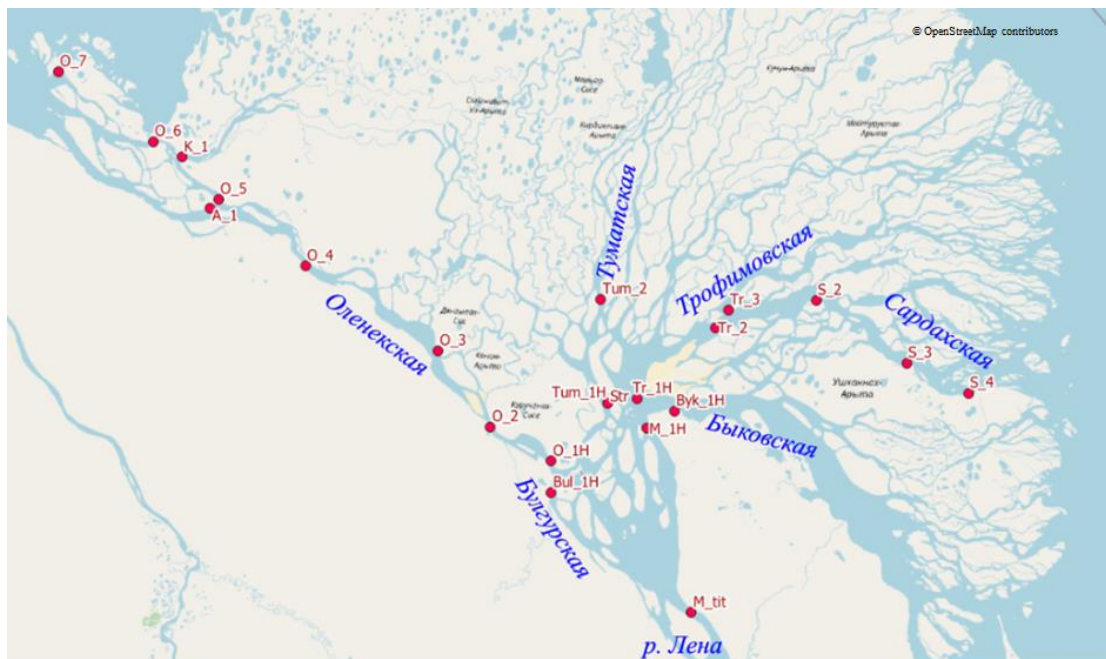 © OpenStreetMap contributors
O_7
O_6
K_1
O_5
A_1
O_4
Туматская
Tum_2
Трофимовская
Tr_3
Tr_2
S_2
Сардахская
S_3
S_4
Оленекская
O_3
O_2
Tum_1H
Str
Tr_1H
Byk_1H
M_1H
Быковская
O_1H
Bul_1H
Булгурская
M_tit
р. Лена